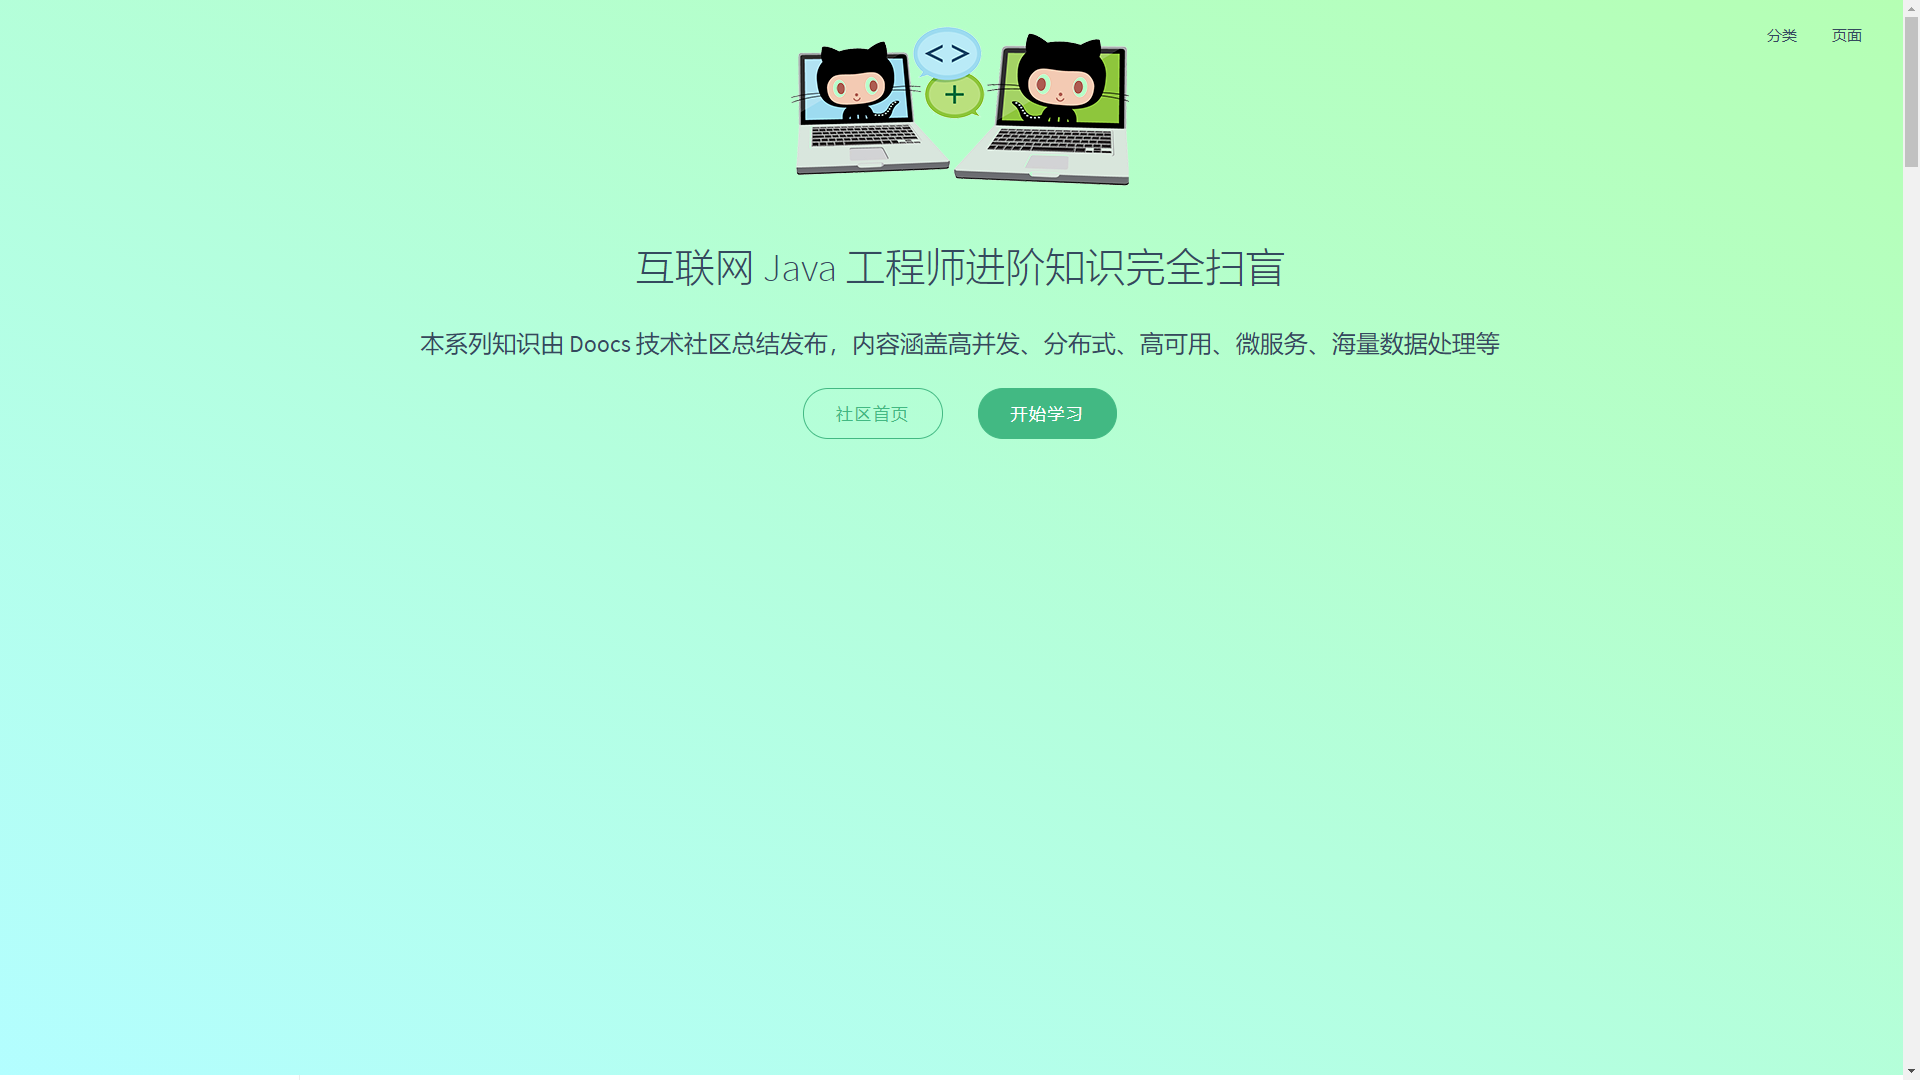 分类 页面
< >
+
互联网 Java 工程师进阶知识完全扫盲
本系列知识由 Doocs 技术社区总结发布，内容涵盖高并发、分布式、高可用、微服务、海量数据处理等
社区首页 开始学习